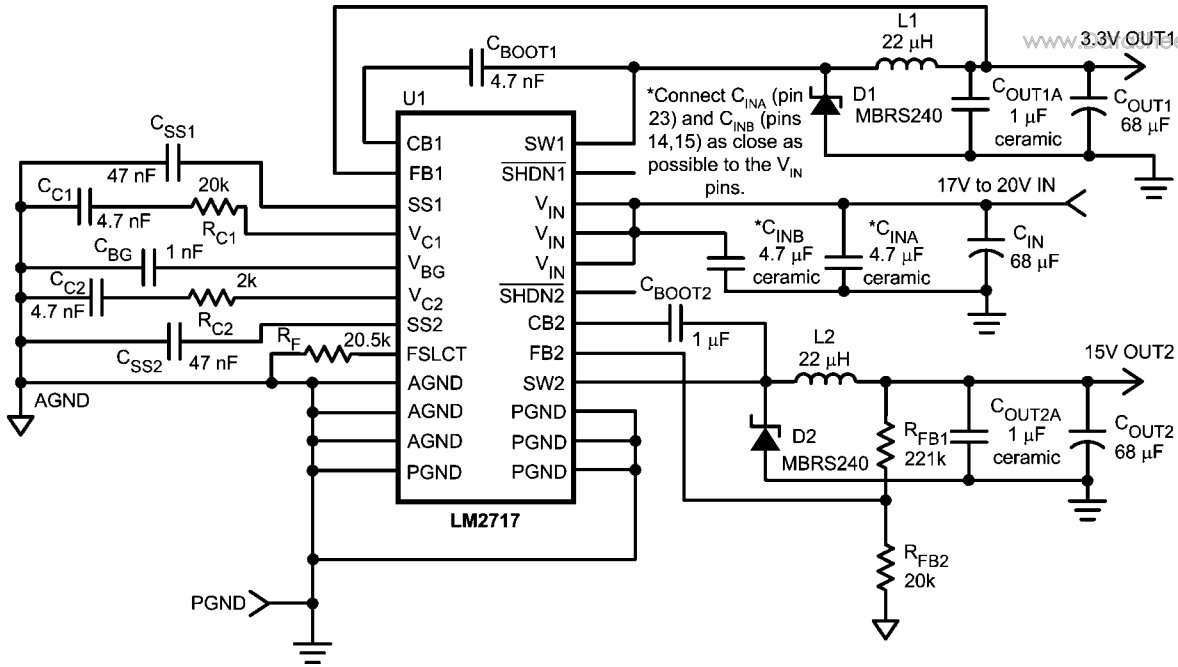 L1
22 μH
www.Datashee
3.3V OUT1
CBOOT1
4.7 nF
U1
*Connect CINA (pin
23) and CINB (pins
14,15) as close as
possible to the VIN
pins.
D1
MBRS240
COUT1A
1 μF
ceramic
COUT1
68 μF
CSS1
47 nF
CC1
4.7 nF
20k
RC1
CBG
1 nF
CC2
4.7 nF
2k
RC2
CSS2
47 nF
RF
20.5k
AGND
CB1
FB1
SS1
VC1
VBG
VC2
SS2
FSLCT
AGND
AGND
AGND
PGND
SW1
SHDN1
VIN
VIN
VIN
SHDN2
CB2
FB2
SW2
PGND
PGND
PGND
LM2717
17V to 20V IN
*CINB
4.7 μF
ceramic
*CINA
4.7 μF
ceramic
CIN
68 μF
CBOOT2
1 μF
L2
22 μH
15V OUT2
D2
MBRS240
RFB1
221k
COUT2A
1 μF
ceramic
COUT2
68 μF
RFB2
20k
PGND